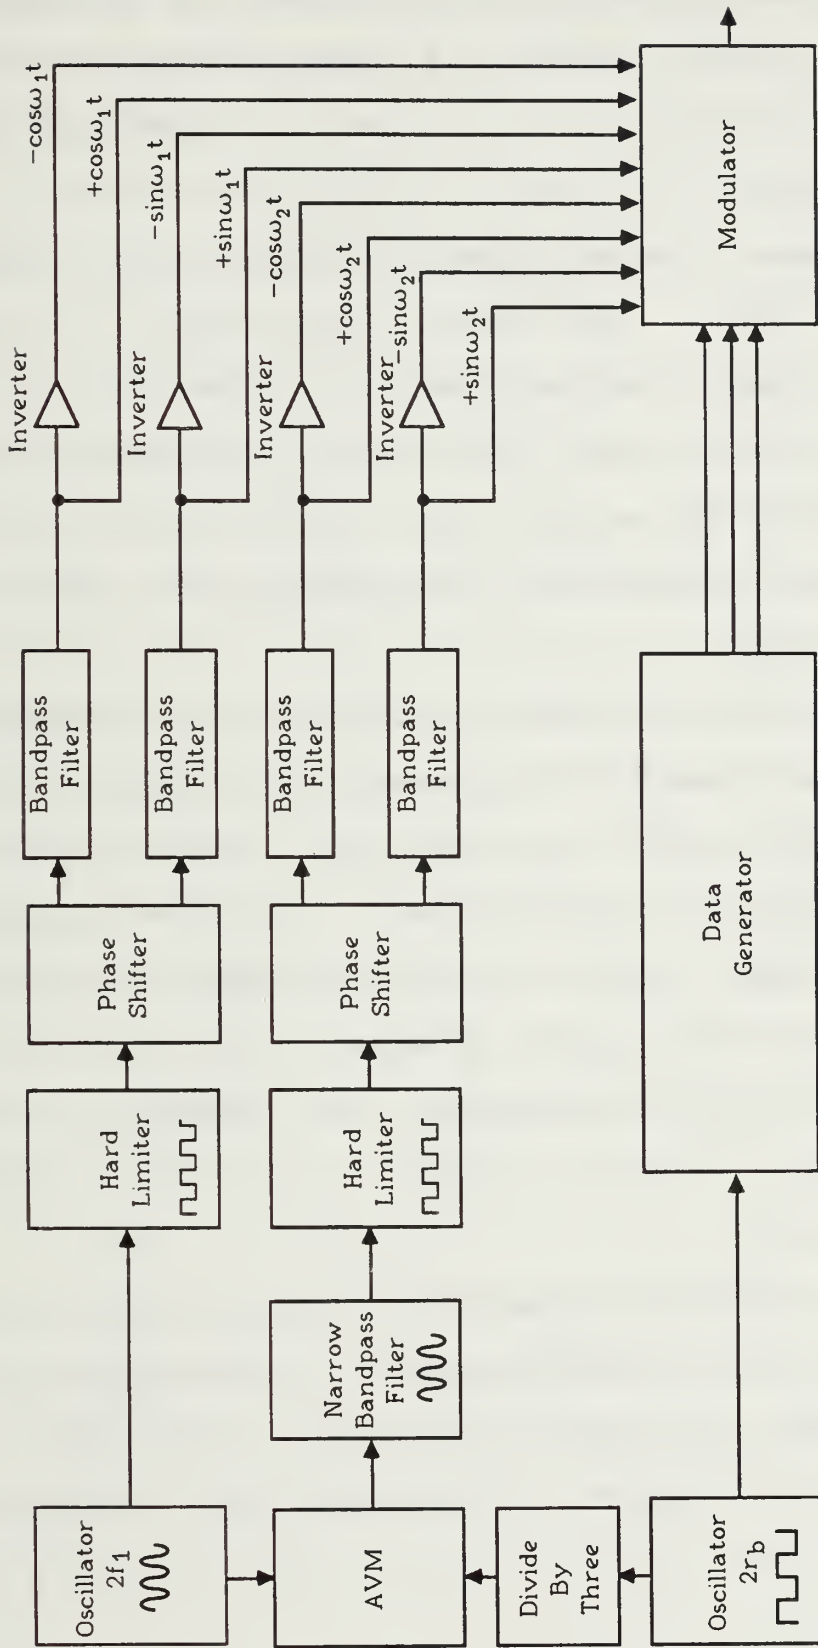 Oscillator
2f₁
Hard
Limiter
Phase
Shifter
Bandpass
Filter
Bandpass
Filter
Inverter
Inverter
-cosω₁t
+cosω₁t
-sinω₁t
+sinω₁t
AVM
Narrow
Bandpass
Filter
Hard
Limiter
Phase
Shifter
Bandpass
Filter
Bandpass
Filter
Inverter
Inverter
-cosω₂t
+cosω₂t
-sinω₂t
+sinω₂t
Divide
By
Three
Oscillator
2r_b
Data
Generator
Modulator